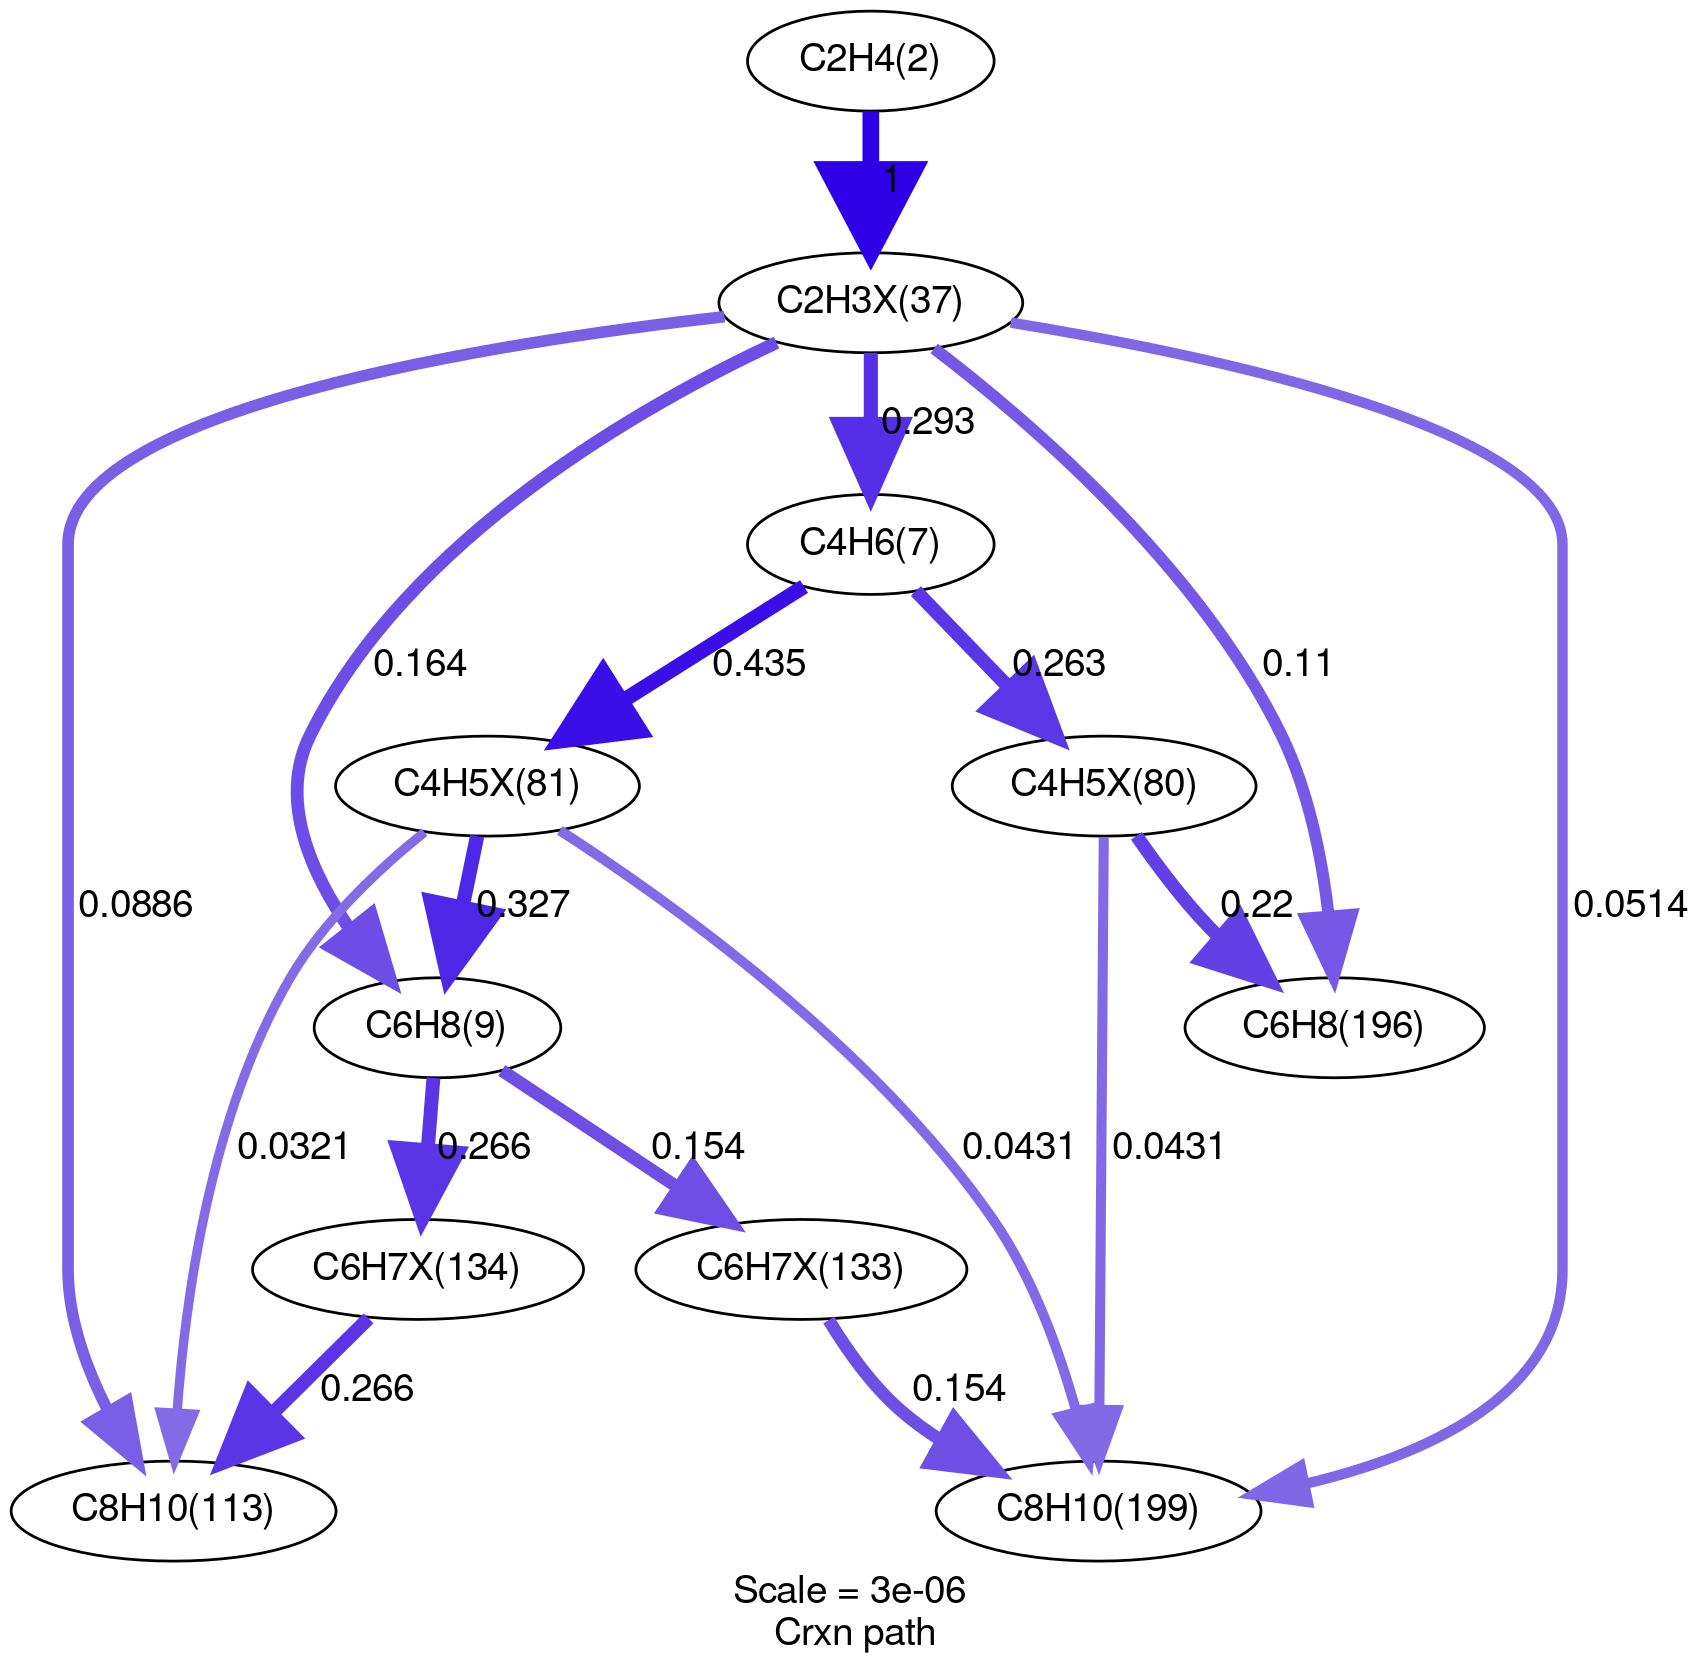 C2H4(2)
1
C2H3X(37)
0.293
C4H6(7)
0.164
0.435
0.263
0.11
C4H5X(81)
C4H5X(80)
0.0886
0.327
0.22
0.0514
C6H8(9)
C6H8(196)
0.0321
0.266
0.154
0.0431
0.0431
C6H7X(134)
C6H7X(133)
0.266
0.154
C8H10(113)
C8H10(199)
Scale = 3e-06
Crxn path